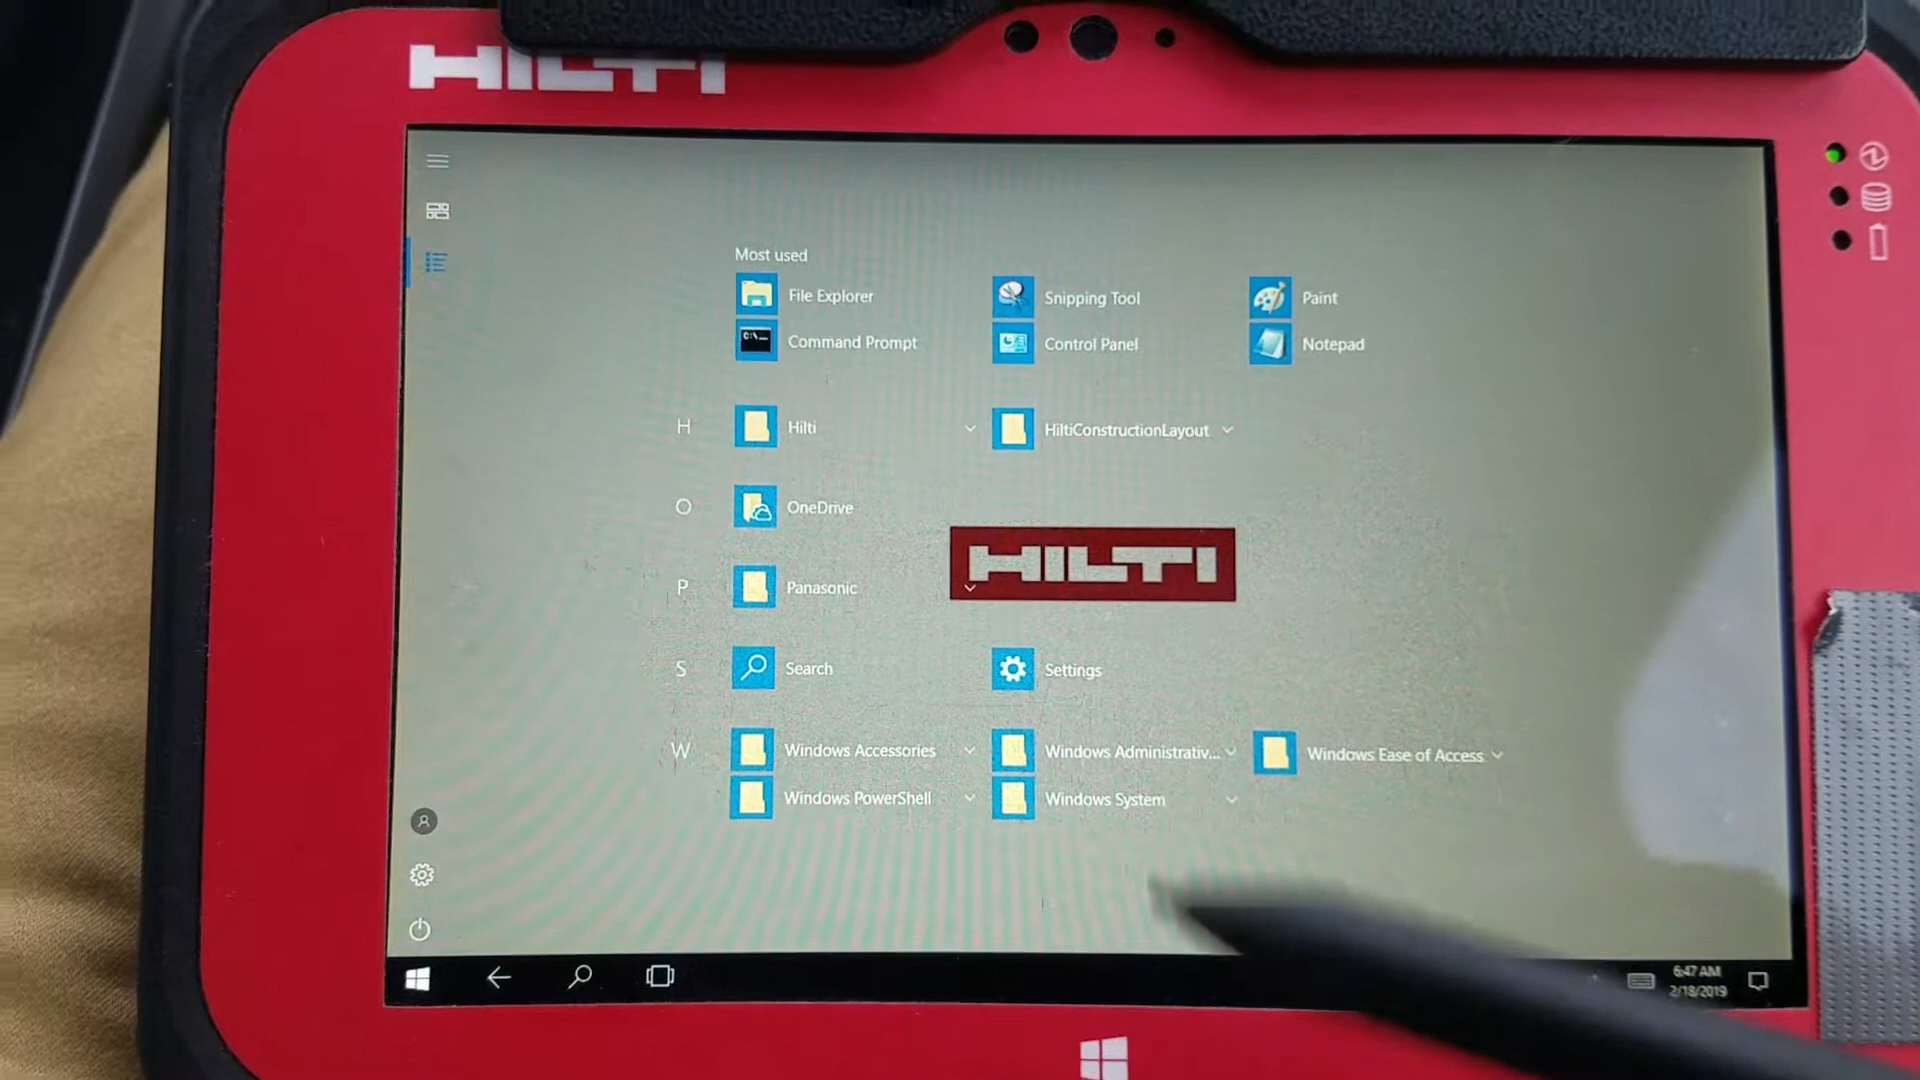 HILTI
Most used
File Explorer
Snipping Tool
Paint
Command Prompt
Control Panel
Notepad
H
Hilti
HiltiConstructionLayout
O
OneDrive
HILTI
P
Panasonic
S
Search
Settings
W
Windows Accessories
Windows Administrativ...
Windows Ease of Access
Windows PowerShell
Windows System
6:47 AM
2/18/2019